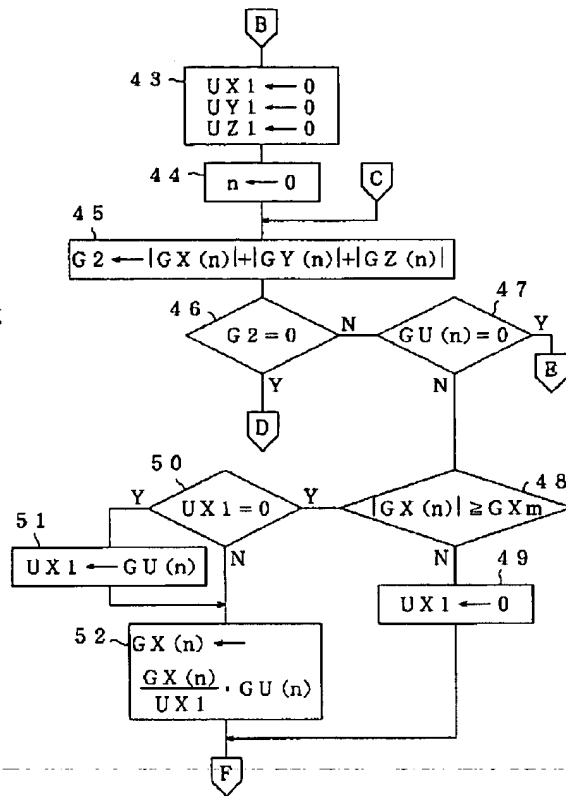 B
43
UX1 ← 0
UY1 ← 0
UZ1 ← 0
44
n ← 0
C
45
G2 ← |GX(n)|+|GY(n)|+|GZ(n)|
46
G2=0
N
Y
D
47
GU(n)=0
Y
N
E
48
|GX(n)| ≧ GXm
Y
N
49
UX1 ← 0
50
UX1=0
Y
N
51
UX1 ← GU(n)
52
GX(n) ←
GX(n)
UX1
· GU(n)
F